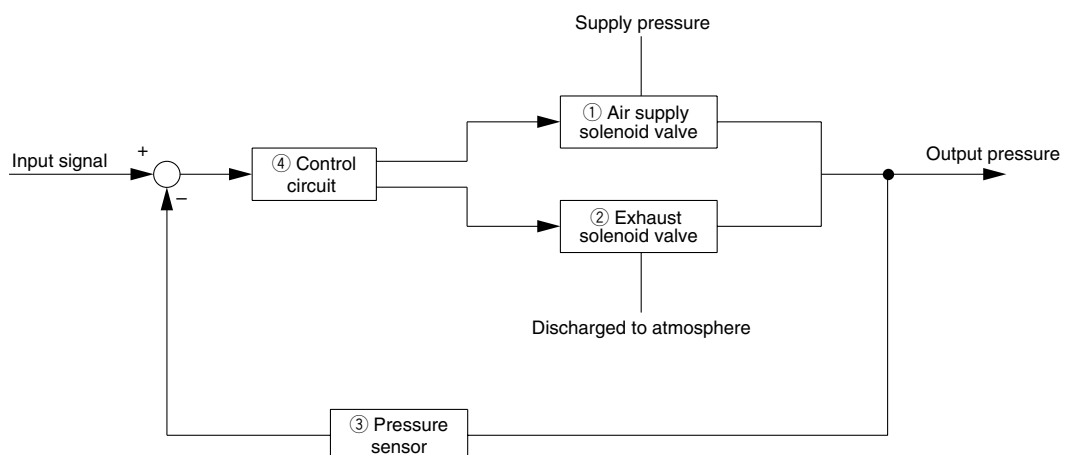 Supply pressure
① Air supply
solenoid valve
Input signal
+
−
④ Control
circuit
Output pressure
② Exhaust
solenoid valve
Discharged to atmosphere
③ Pressure
sensor